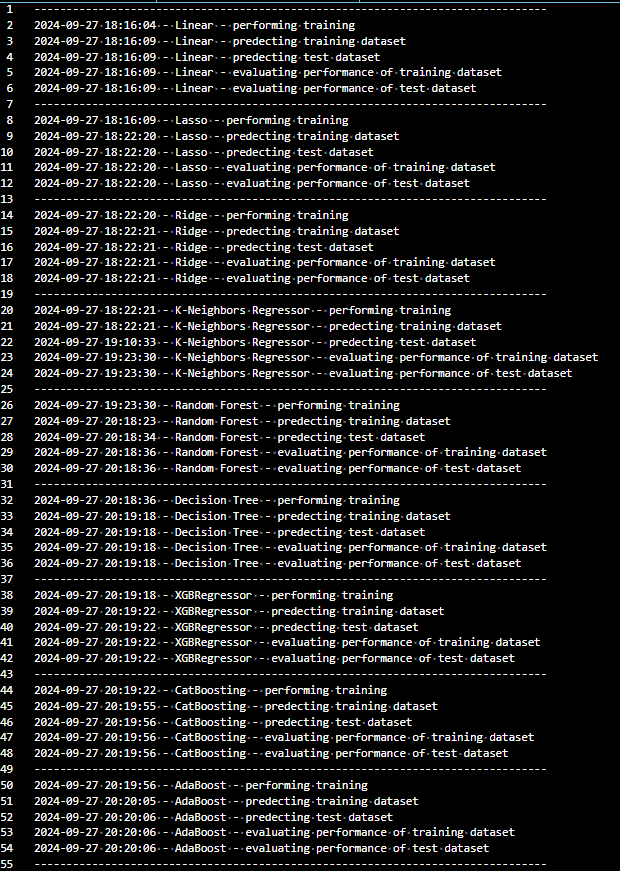 1 --------------------------------------------------------------------------------
2 2024-09-27 18:16:04 - Linear - performing training
3 2024-09-27 18:16:09 - Linear - predecting training dataset
4 2024-09-27 18:16:09 - Linear - predecting test dataset
5 2024-09-27 18:16:09 - Linear - evaluating performance of training dataset
6 2024-09-27 18:16:09 - Linear - evaluating performance of test dataset
7 --------------------------------------------------------------------------------
8 2024-09-27 18:16:09 - Lasso - performing training
9 2024-09-27 18:22:20 - Lasso - predecting training dataset
10 2024-09-27 18:22:20 - Lasso - predecting test dataset
11 2024-09-27 18:22:20 - Lasso - evaluating performance of training dataset
12 2024-09-27 18:22:20 - Lasso - evaluating performance of test dataset
13 --------------------------------------------------------------------------------
14 2024-09-27 18:22:20 - Ridge - performing training
15 2024-09-27 18:22:21 - Ridge - predecting training dataset
16 2024-09-27 18:22:21 - Ridge - predecting test dataset
17 2024-09-27 18:22:21 - Ridge - evaluating performance of training dataset
18 2024-09-27 18:22:21 - Ridge - evaluating performance of test dataset
19 --------------------------------------------------------------------------------
20 2024-09-27 18:22:21 - K-Neighbors Regressor - performing training
21 2024-09-27 18:22:21 - K-Neighbors Regressor - predecting training dataset
22 2024-09-27 19:10:33 - K-Neighbors Regressor - predecting test dataset
23 2024-09-27 19:23:30 - K-Neighbors Regressor - evaluating performance of training dataset
24 2024-09-27 19:23:30 - K-Neighbors Regressor - evaluating performance of test dataset
25 --------------------------------------------------------------------------------
26 2024-09-27 19:23:30 - Random Forest - performing training
27 2024-09-27 20:18:23 - Random Forest - predecting training dataset
28 2024-09-27 20:18:34 - Random Forest - predecting test dataset
29 2024-09-27 20:18:36 - Random Forest - evaluating performance of training dataset
30 2024-09-27 20:18:36 - Random Forest - evaluating performance of test dataset
31 --------------------------------------------------------------------------------
32 2024-09-27 20:18:36 - Decision Tree - performing training
33 2024-09-27 20:19:18 - Decision Tree - predecting training dataset
34 2024-09-27 20:19:18 - Decision Tree - predecting test dataset
35 2024-09-27 20:19:18 - Decision Tree - evaluating performance of training dataset
36 2024-09-27 20:19:18 - Decision Tree - evaluating performance of test dataset
37 --------------------------------------------------------------------------------
38 2024-09-27 20:19:18 - XGBRegressor - performing training
39 2024-09-27 20:19:22 - XGBRegressor - predecting training dataset
40 2024-09-27 20:19:22 - XGBRegressor - predecting test dataset
41 2024-09-27 20:19:22 - XGBRegressor - evaluating performance of training dataset
42 2024-09-27 20:19:22 - XGBRegressor - evaluating performance of test dataset
43 --------------------------------------------------------------------------------
44 2024-09-27 20:19:22 - CatBoosting - performing training
45 2024-09-27 20:19:55 - CatBoosting - predecting training dataset
46 2024-09-27 20:19:56 - CatBoosting - predecting test dataset
47 2024-09-27 20:19:56 - CatBoosting - evaluating performance of training dataset
48 2024-09-27 20:19:56 - CatBoosting - evaluating performance of test dataset
49 --------------------------------------------------------------------------------
50 2024-09-27 20:19:56 - AdaBoost - performing training
51 2024-09-27 20:20:05 - AdaBoost - predecting training dataset
52 2024-09-27 20:20:06 - AdaBoost - predecting test dataset
53 2024-09-27 20:20:06 - AdaBoost - evaluating performance of training dataset
54 2024-09-27 20:20:06 - AdaBoost - evaluating performance of test dataset
55 --------------------------------------------------------------------------------